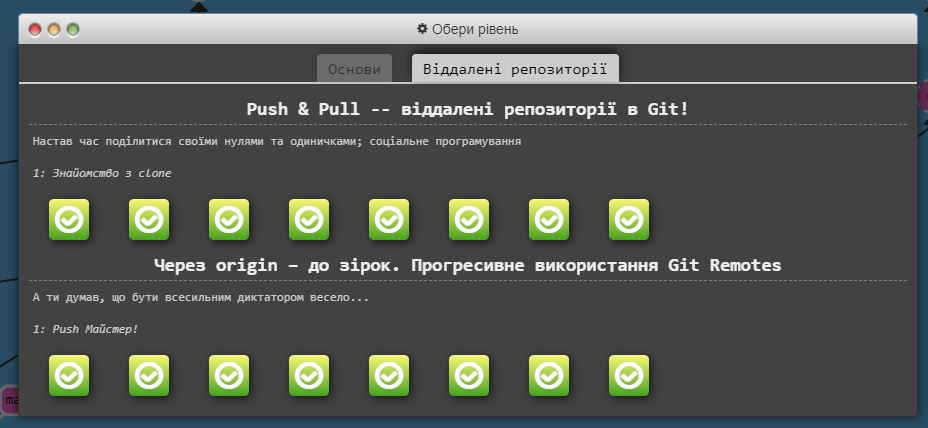 Обери рівень
Основи
Віддалені репозиторії
Push & Pull -- віддалені репозиторії в Git!
Настав час поділитися своїми нулями та одиничками; соціальне програмування
1: Знайомство з clone
Через origin – до зірок. Прогресивне використання Git Remotes
А ти думав, що бути всесильним диктатором весело...
1: Push Майстер!